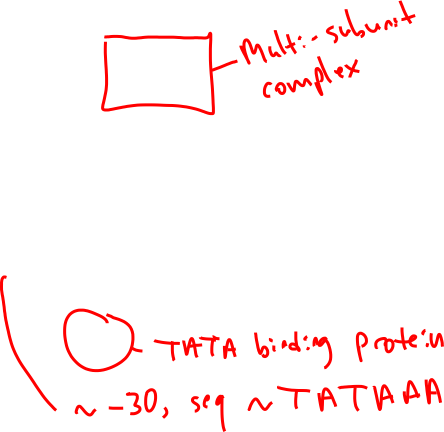 Multi-subunit
complex
TATA binding protein
~ -30, seq ~ TATAAA